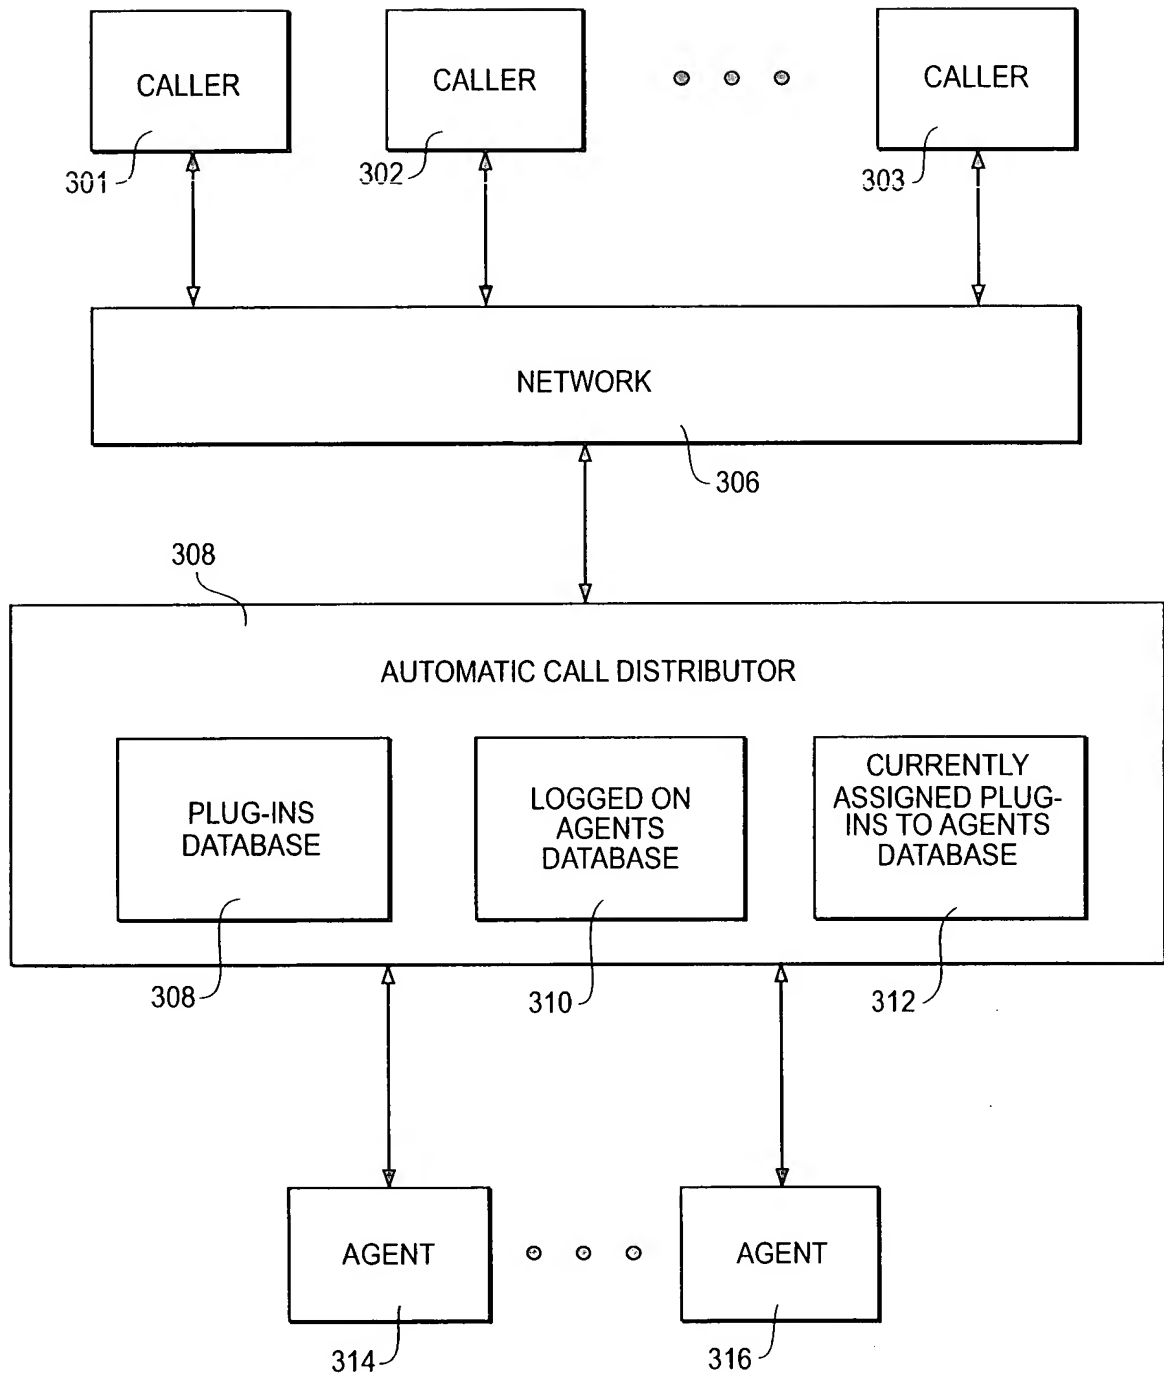 CALLER
CALLER
CALLER
301
302
303
NETWORK
306
308
AUTOMATIC CALL DISTRIBUTOR
PLUG-INS
DATABASE
LOGGED ON
AGENTS
DATABASE
CURRENTLY
ASSIGNED PLUG-
INS TO AGENTS
DATABASE
308
310
312
AGENT
AGENT
314
316